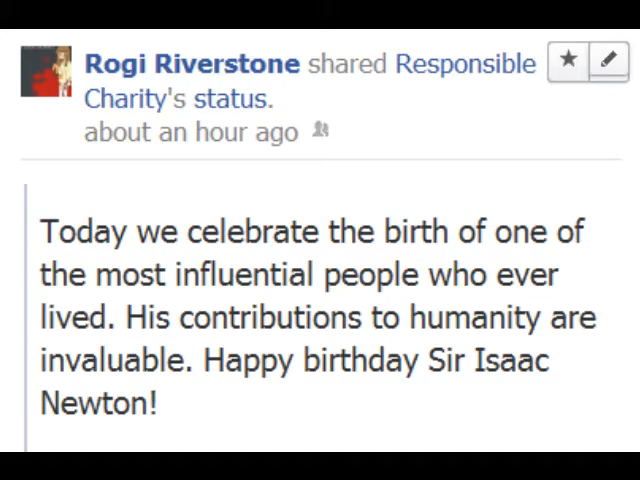 Rogi Riverstone shared Responsible
Charity's status.
about an hour ago
Today we celebrate the birth of one of
the most influential people who ever
lived. His contributions to humanity are
invaluable. Happy birthday Sir Isaac
Newton!